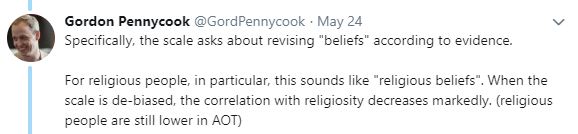 Gordon Pennycook @GordPennycook · May 24
Specifically, the scale asks about revising "beliefs" according to evidence.
For religious people, in particular, this sounds like "religious beliefs". When the
scale is de-biased, the correlation with religiosity decreases markedly. (religious
people are still lower in AOT)